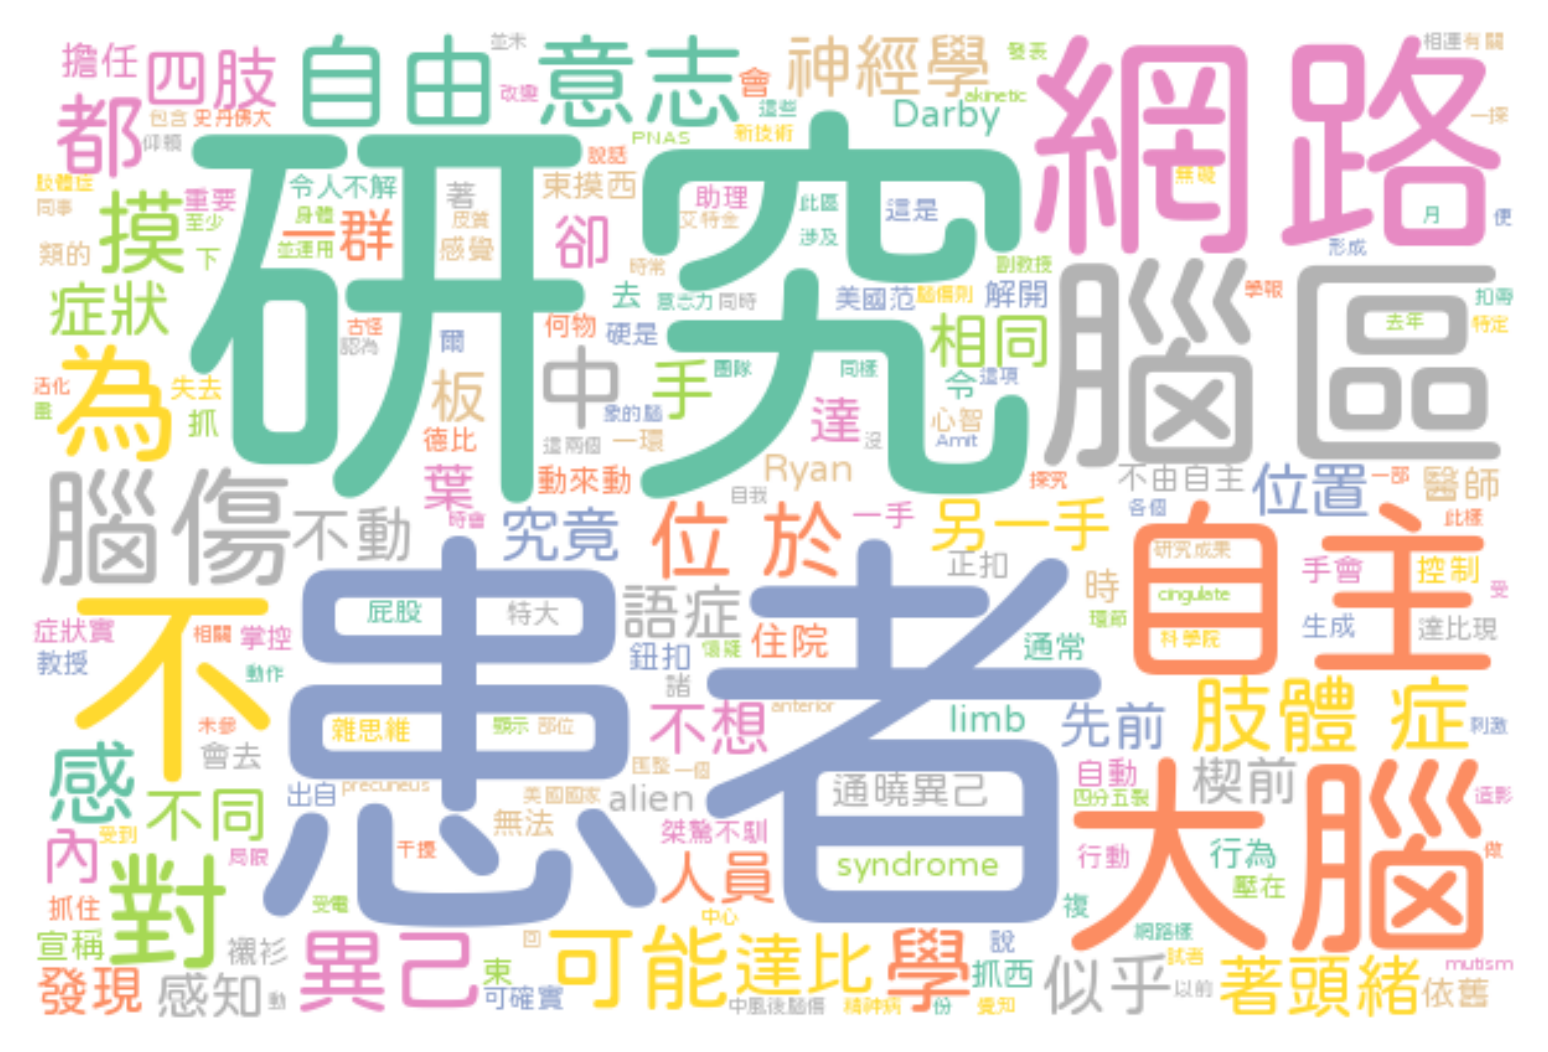 擔任
四肢
自由意志
並未
改變
會
神經學
發表
akinetic
相連
有關
網路
都
包含
史丹佛大
仰賴
PNAS
這些
新技術
Darby
一探
研究
說話
無礙
肢體症
同事
摸
重要
至少
令人不解
身體
著
皮質
東摸西
助理
艾特金
此區
涉及
這是
月
便
形成
類的
下
一群
並運用
感覺
卻
時常
副教授
症狀
去
意志力
同時
美國范
腦傷則
解開
腦區
學報
扣帶
特定
去年
古怪
認為
爾
何物
硬是
相同
為
活化
畫
失去
抓
板
中
手
團隊
同樣
令
這項
象的腦
德比
這兩個
一環
達
沒
心智
Amit
腦傷
葉
動來動
Ryan
探究
不由自主
位置
一部
醫師
自我
時會
不動
究竟
位於
一手
另一手
各個
此樣
正扣
自主
研究成果
手會
控制
患者
屁股
特大
語症
住院
時
cingulate
環節
受
不
症狀實
相關
掌控
鈕扣
懷疑
通常
科學院
生成
達比現
教授
動作
諸
未參
雜思維
顯示
部位
不想
anterior
limb
先前
肢體症
刺激
感
會去
匡整
一個
出自
precuneus
美國國家
alien
通曉異己
自動
四分五裂
楔前
造影
不同
受到
無法
桀驁不馴
大腦
內
局限
干擾
人員
syndrome
行動
行為
做
抓住
對
受電
中心
壓在
複
宣稱
襯衫
異己
回
可能
達比
學
說
網路樣
試者
發現
感知
動
東
可確實
中風後腦傷
精神病
份
抓西
覺知
似乎
以前
著頭緒
mutism
依舊